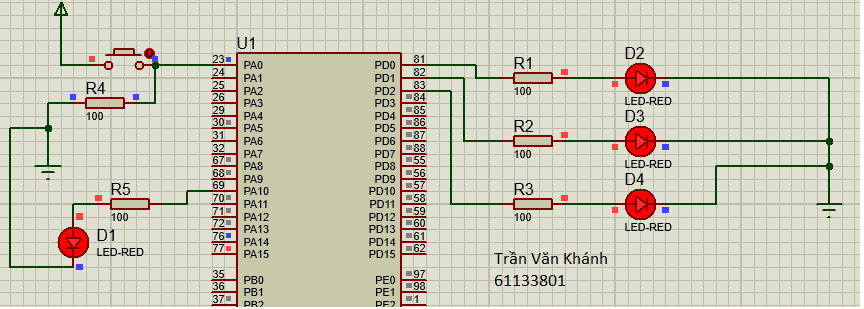 U1
23 PA0
24 PA1
25 PA2
26 PA3
29 PA4
30 PA5
31 PA6
32 PA7
67 PA8
68 PA9
69 PA10
70 PA11
71 PA12
72 PA13
76 PA14
77 PA15
35 PB0
36 PB1
37 PB2
PD0 81
PD1 82
PD2 83
PD3 84
PD4 85
PD5 86
PD6 87
PD7 88
PD8 55
PD9 56
PD10 57
PD11 58
PD12 59
PD13 60
PD14 61
PD15 62
PE0 97
PE1 98
PE2 1
R4
100
R5
100
D1
LED-RED
R1
100
D2
LED-RED
R2
100
D3
LED-RED
R3
100
D4
LED-RED
Trần Văn Khánh
61133801